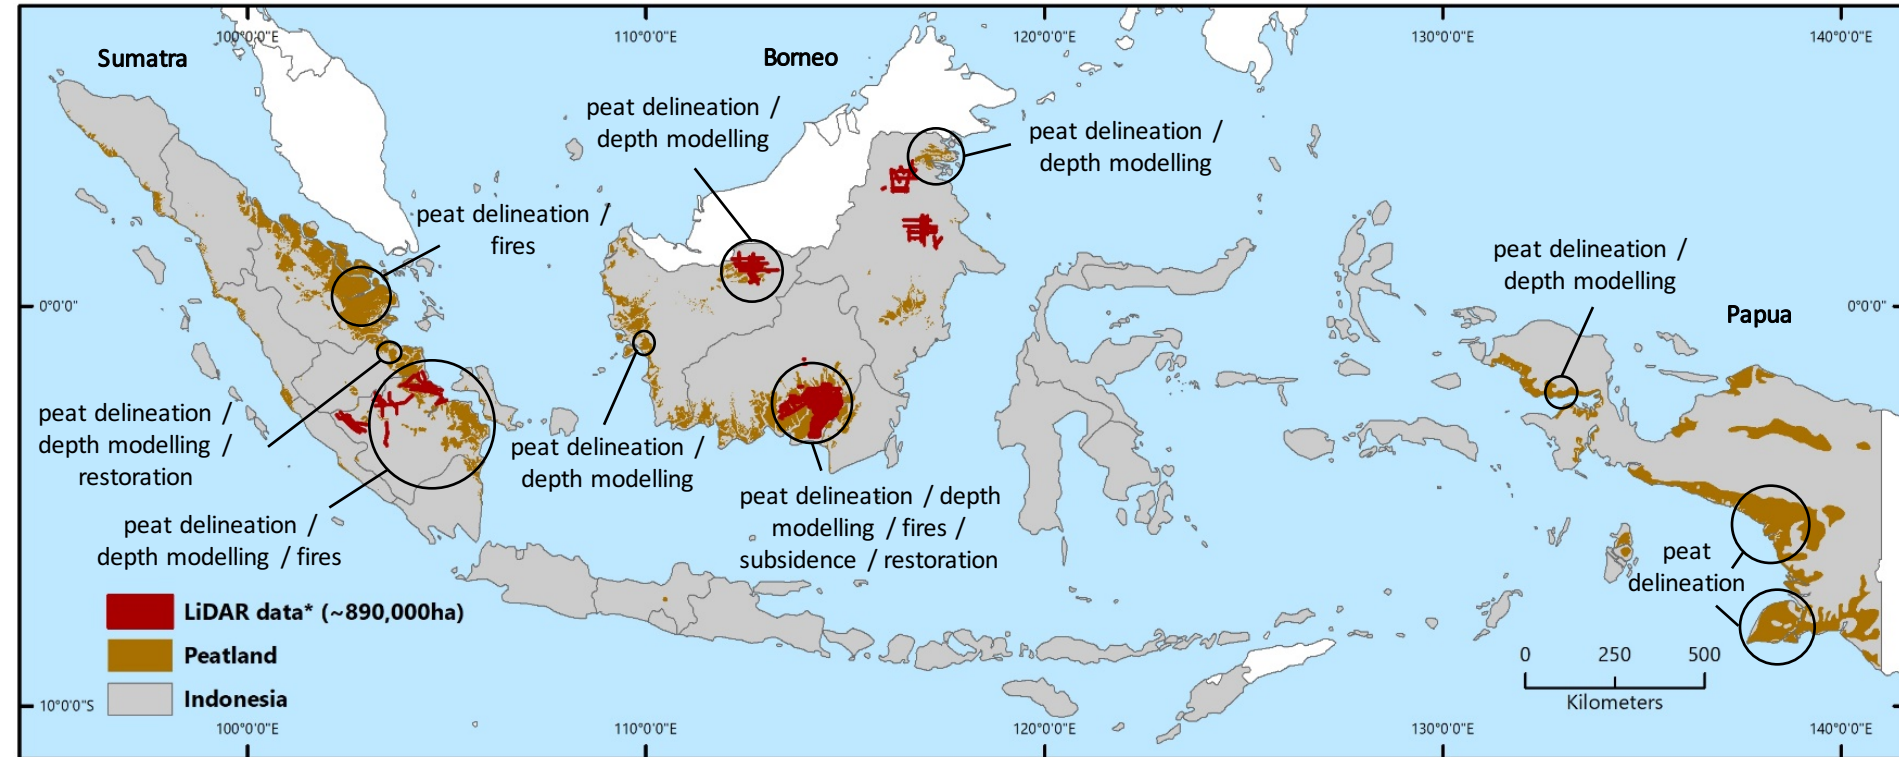 100°0'0"E
110°0'0"E
120°0'0"E
130°0'0"E
140°0'0"E
Sumatra
Borneo
peat delineation /
depth modelling
peat delineation /
depth modelling
peat delineation /
fires
peat delineation /
depth modelling
0°0'0"
0°0'0"
Papua
peat delineation /
depth modelling /
restoration
peat delineation /
depth modelling
peat delineation / depth
modelling / fires /
subsidence / restoration
peat delineation /
depth modelling / fires
peat
delineation
LiDAR data* (~890,000ha)
Peatland
Indonesia
0 250 500
Kilometers
10°0'0"S
100°0'0"E
110°0'0"E
120°0'0"E
130°0'0"E
140°0'0"E